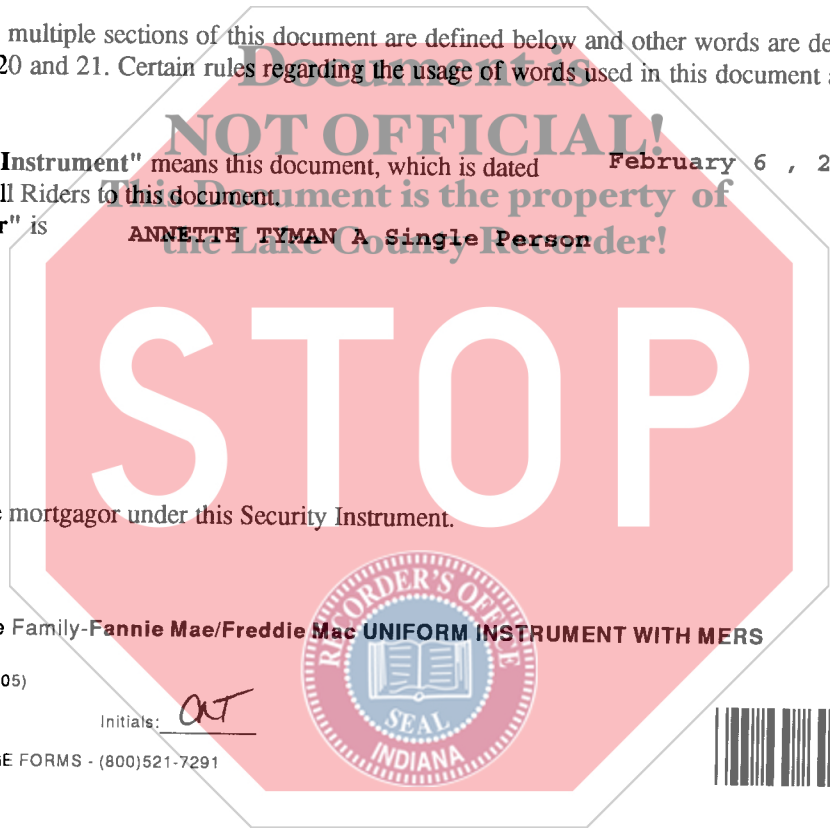 multiple sections of this document are defined below and other words are de
20 and 21. Certain rules regarding the usage of words used in this document a
Document is
NOT OFFICIAL!
Instrument" means this document, which is dated February 6 , 2
ll Riders to this document.
This Document is the property of
r" is ANNETTE TYMAN A Single Person
the Lake County Recorder!
STOP
e mortgagor under this Security Instrument.
RECORDER'S OFFICE
SEAL
INDIANA
e Family-Fannie Mae/Freddie Mac UNIFORM INSTRUMENT WITH MERS
05)
Initials: ANT
GE FORMS - (800)521-7291